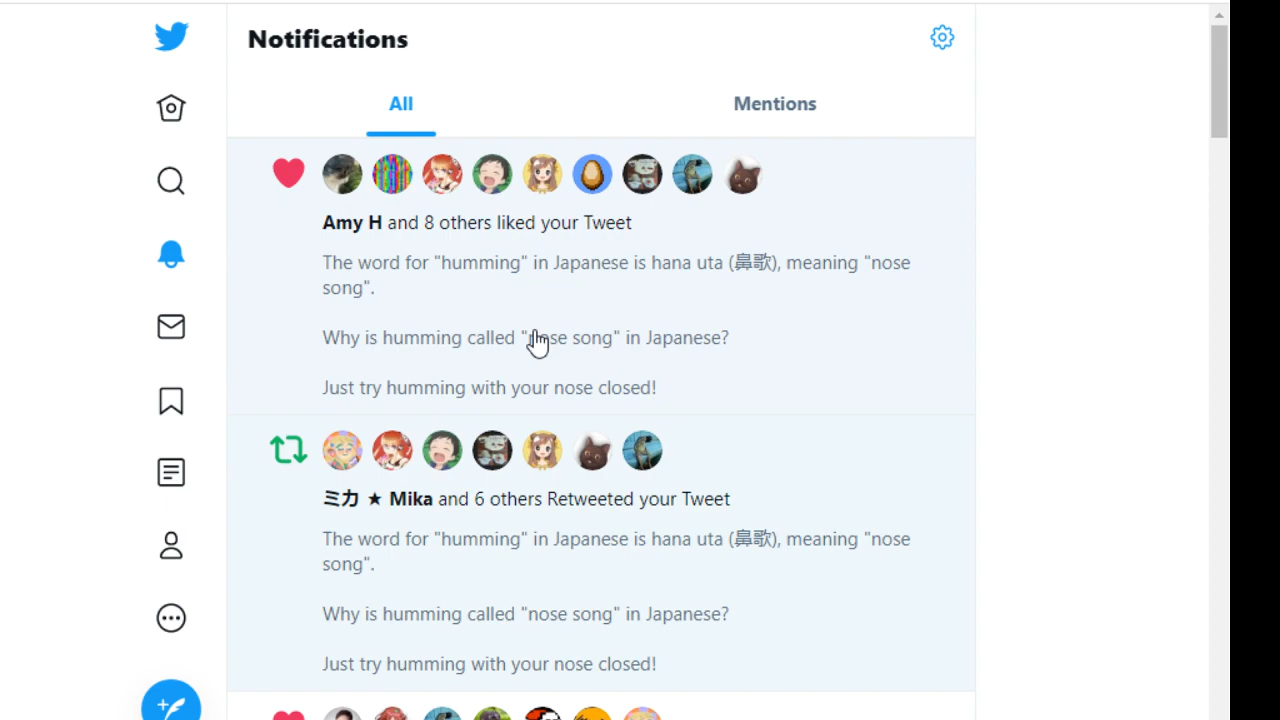 Notifications
All
Mentions
Amy H and 8 others liked your Tweet
The word for "humming" in Japanese is hana uta (鼻歌), meaning "nose
song".
Why is humming called "nose song" in Japanese?
Just try humming with your nose closed!
ミカ ★ Mika and 6 others Retweeted your Tweet
The word for "humming" in Japanese is hana uta (鼻歌), meaning "nose
song".
Why is humming called "nose song" in Japanese?
Just try humming with your nose closed!